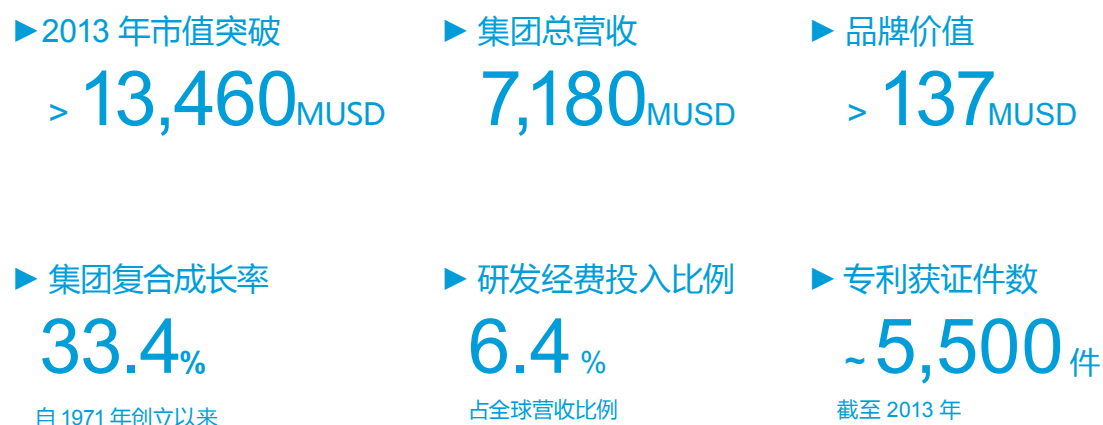 ►2013 年市值突破
> 13,460MUSD
► 集团总营收
7,180MUSD
► 品牌价值
> 137MUSD
► 集团复合成长率
33.4%
自 1971 年创立以来
► 研发经费投入比例
6.4 %
占全球营收比例
► 专利获证件数
~ 5,500 件
截至 2013 年